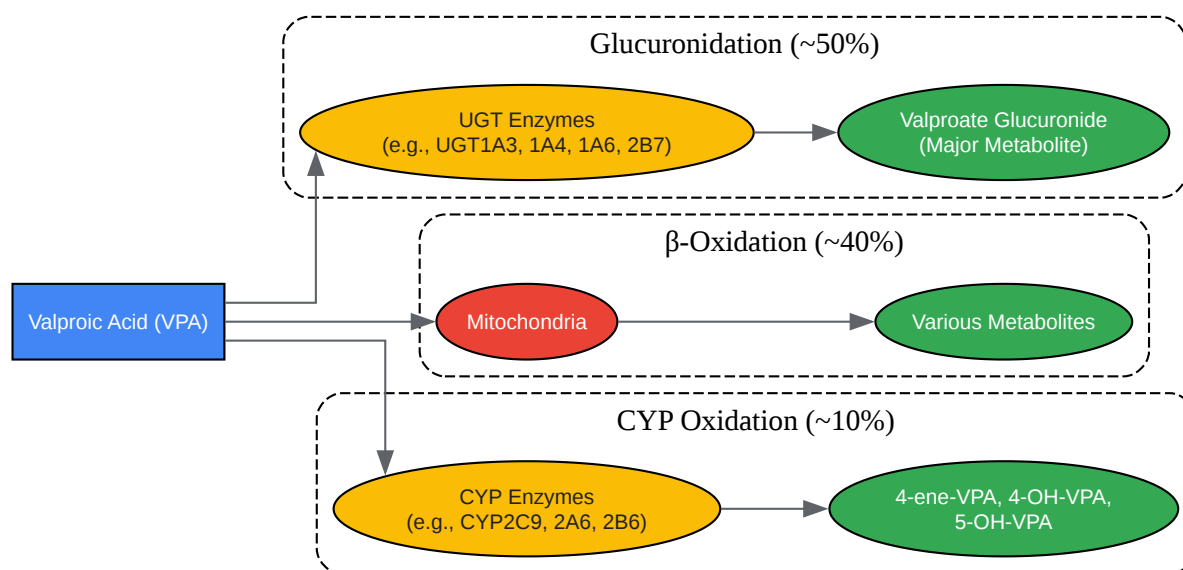 Glucuronidation (~50%)
UGT Enzymes
(e.g., UGT1A3, 1A4, 1A6, 2B7)
Valproate Glucuronide
(Major Metabolite)
β-Oxidation (~40%)
Valproic Acid (VPA)
Mitochondria
Various Metabolites
CYP Oxidation (~10%)
CYP Enzymes
(e.g., CYP2C9, 2A6, 2B6)
4-ene-VPA, 4-OH-VPA,
5-OH-VPA